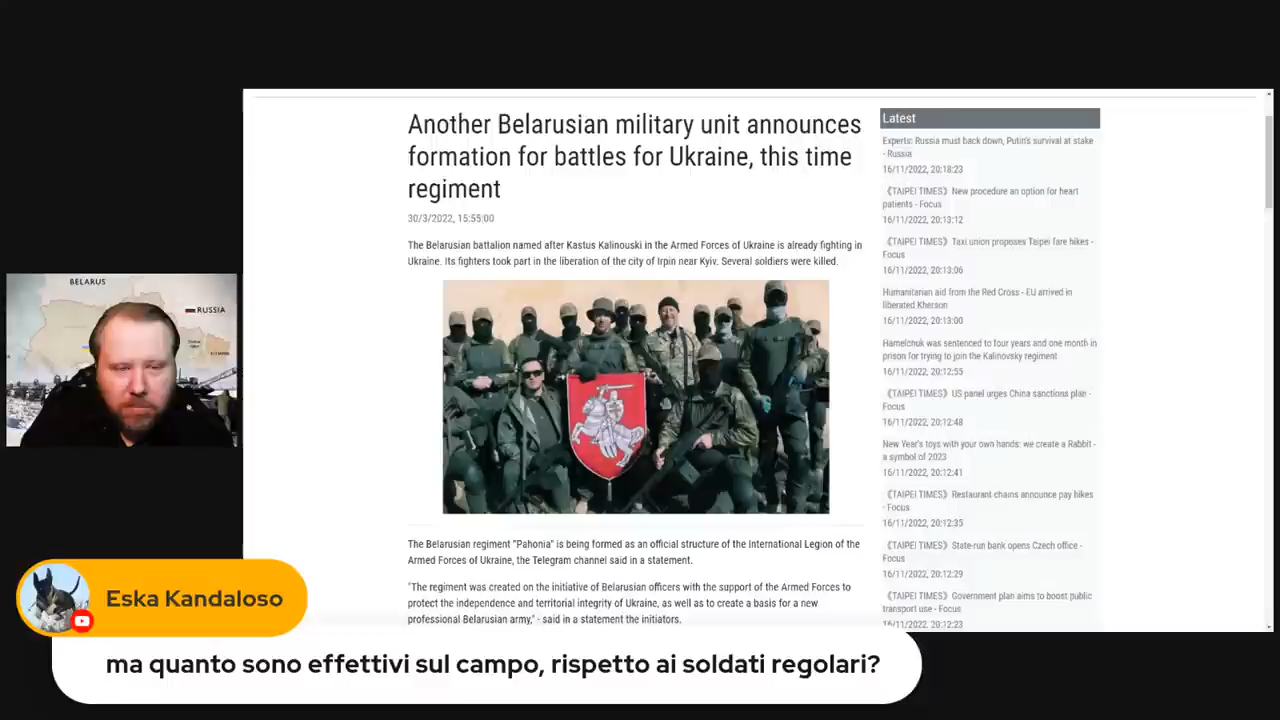 Another Belarusian military unit announces
formation for battles for Ukraine, this time
regiment
30/3/2022, 15:55:00
The Belarusian battalion named after Kastus Kalinouski in the Armed Forces of Ukraine is already fighting in
Ukraine. Its fighters took part in the liberation of the city of Irpin near Kyiv. Several soldiers were killed.
The Belarusian regiment "Pahonia" is being formed as an official structure of the International Legion of the
Armed Forces of Ukraine, the Telegram channel said in a statement.
"The regiment was created on the initiative of Belarusian officers with the support of the Armed Forces to
protect the independence and territorial integrity of Ukraine, as well as to create a basis for a new
professional Belarusian army," - said in a statement the initiators.
Latest
Experts: Russia must back down, Putin's survival at stake
- Russia
16/11/2022, 20:18:23
《TAIPEI TIMES》 New procedure an option for heart
patients - Focus
16/11/2022, 20:13:12
《TAIPEI TIMES》 Taxi union proposes Taipei fare hikes -
Focus
16/11/2022, 20:13:06
Humanitarian aid from the Red Cross - EU arrived in
liberated Kherson
16/11/2022, 20:13:00
Hamelchuk was sentenced to four years and one month in
prison for trying to join the Kalinovsky regiment
16/11/2022, 20:12:55
《TAIPEI TIMES》 US panel urges China sanctions plan -
Focus
16/11/2022, 20:12:48
New Year's toys with your own hands: we create a Rabbit -
a symbol of 2023
16/11/2022, 20:12:41
《TAIPEI TIMES》 Restaurant chains announce pay hikes
- Focus
16/11/2022, 20:12:35
《TAIPEI TIMES》 State-run bank opens Czech office -
Focus
16/11/2022, 20:12:29
《TAIPEI TIMES》 Government plan aims to boost public
transport use - Focus
16/11/2022, 20:12:23
BELARUS
RUSSIA
Eska Kandaloso
ma quanto sono effettivi sul campo, rispetto ai soldati regolari?